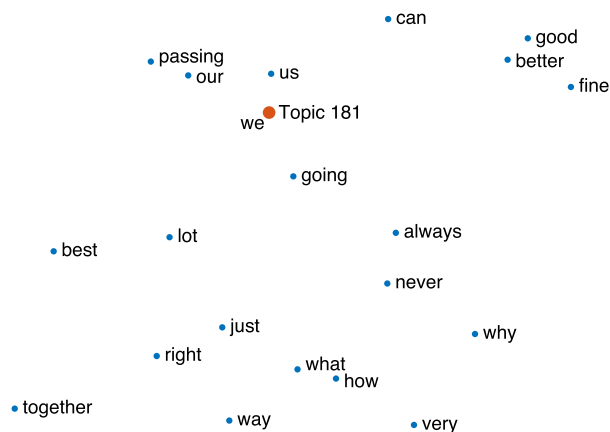 can
good
better
passing
our
us
fine
we
Topic 181
going
always
lot
best
never
just
why
right
what
how
together
way
very